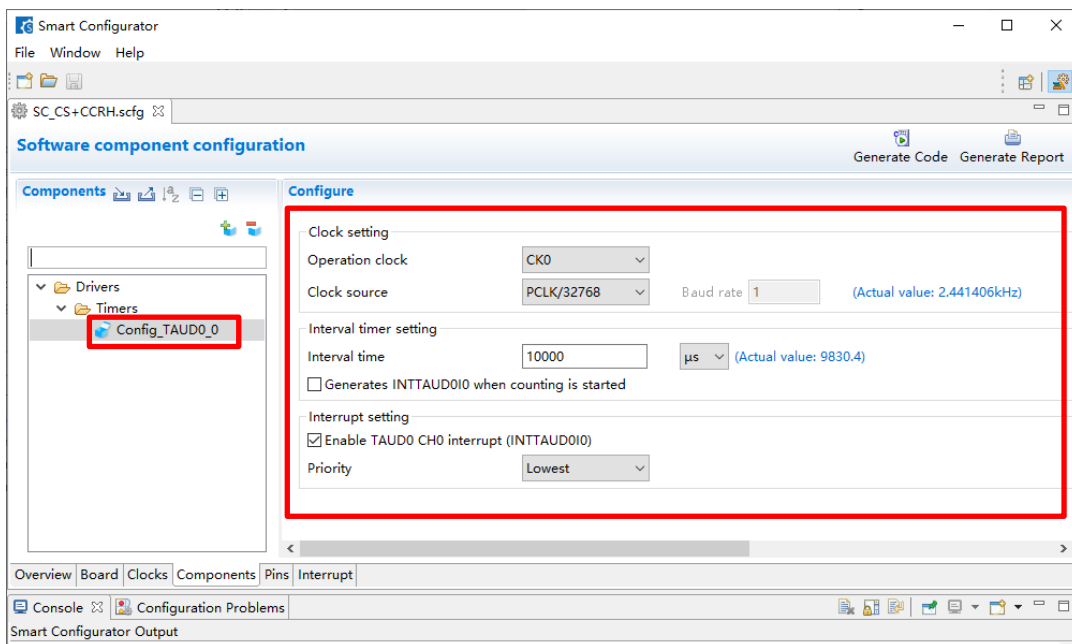 Smart Configurator
File Window Help
SC_CS+CCRH.scfg
Software component configuration
Generate Code Generate Report
Components
Configure
Clock setting
Operation clock CK0
Clock source PCLK/32768 Baud rate 1 (Actual value: 2.441406kHz)
Drivers
Timers
Config_TAUD0_0
Interval timer setting
Interval time 10000 µs (Actual value: 9830.4)
Generates INTTAUD0I0 when counting is started
Interrupt setting
Enable TAUD0 CH0 interrupt (INTTAUD0I0)
Priority Lowest
Overview Board Clocks Components Pins Interrupt
Console Configuration Problems
Smart Configurator Output